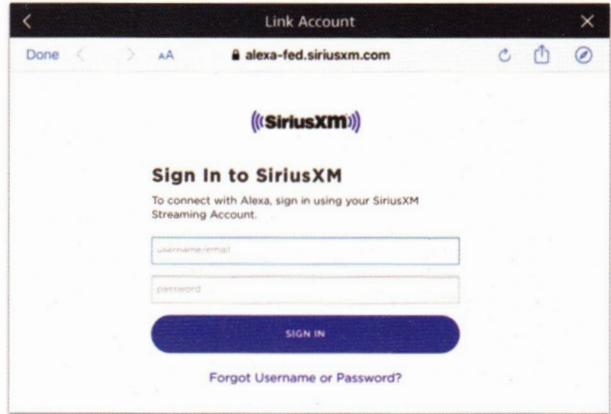 Link Account
Done AA alexa-fed.siriusxm.com
SiriusXM
Sign In to SiriusXM
To connect with Alexa, sign in using your SiriusXM
Streaming Account.
username/email
password
SIGN IN
Forgot Username or Password?